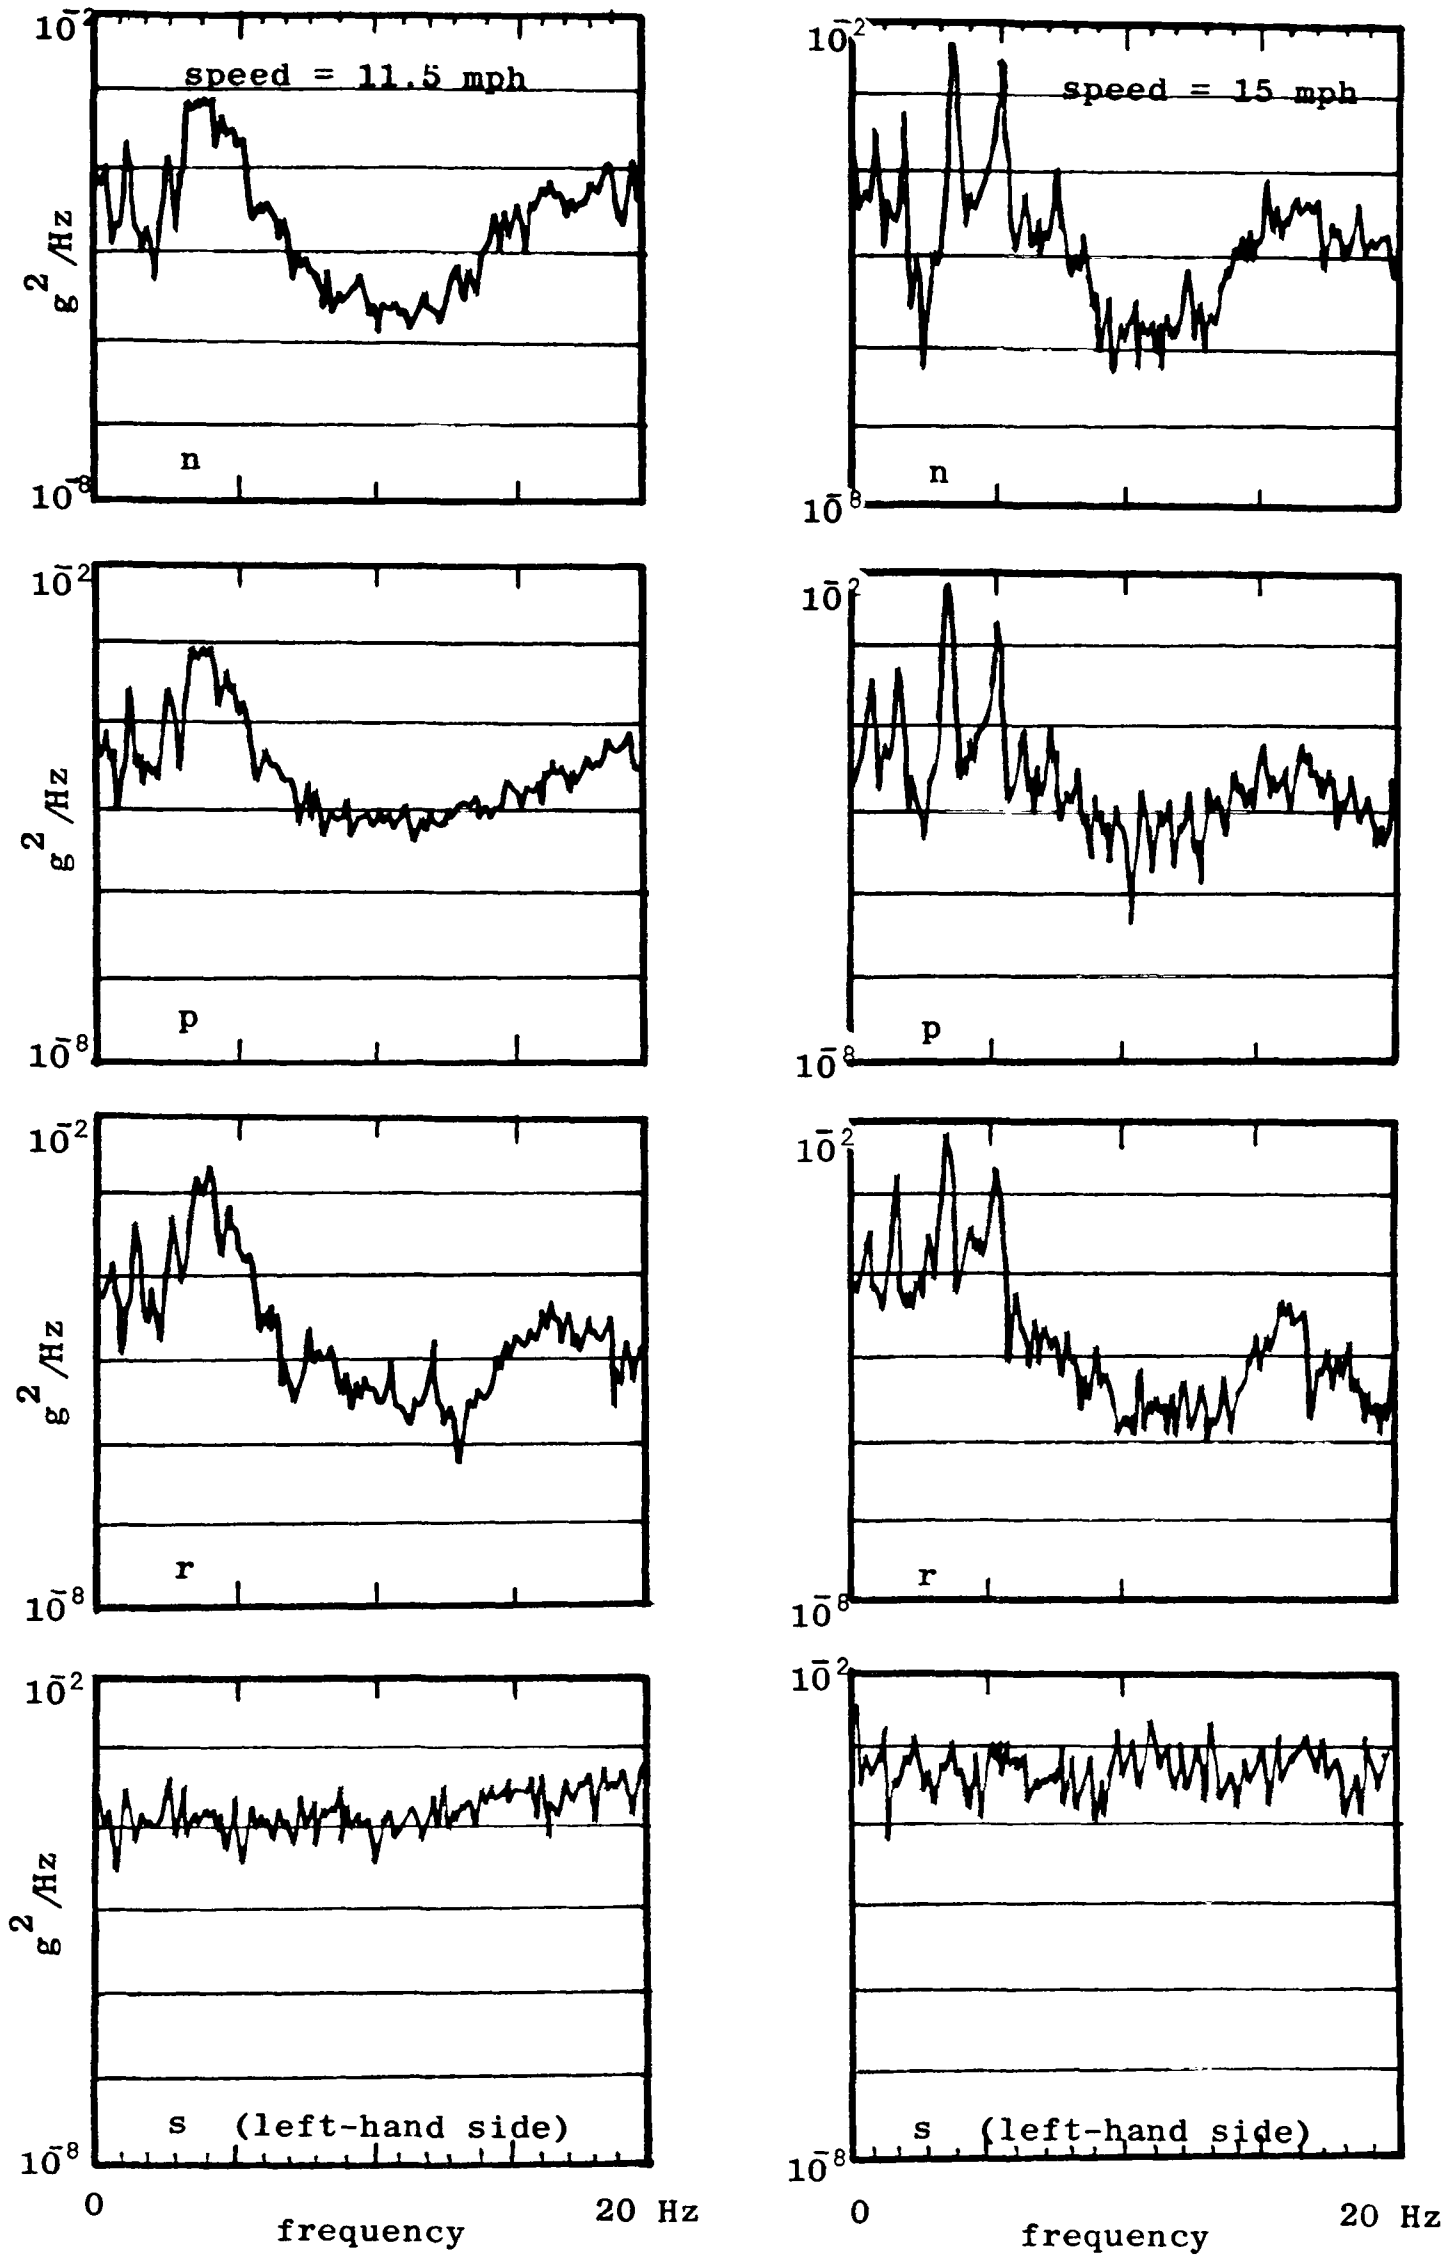 10⁻²
speed = 11.5 mph
g²/Hz
n
10⁻⁸
10⁻²
speed = 15 mph
n
10⁻⁸
10⁻²
g²/Hz
p
10⁻⁸
10⁻²
p
10⁻⁸
10⁻²
g²/Hz
r
10⁻⁸
10⁻²
r
10⁻⁸
10⁻²
g²/Hz
s (left-hand side)
10⁻⁸
0 20 Hz
frequency
10⁻²
s (left-hand side)
10⁻⁸
0 20 Hz
frequency